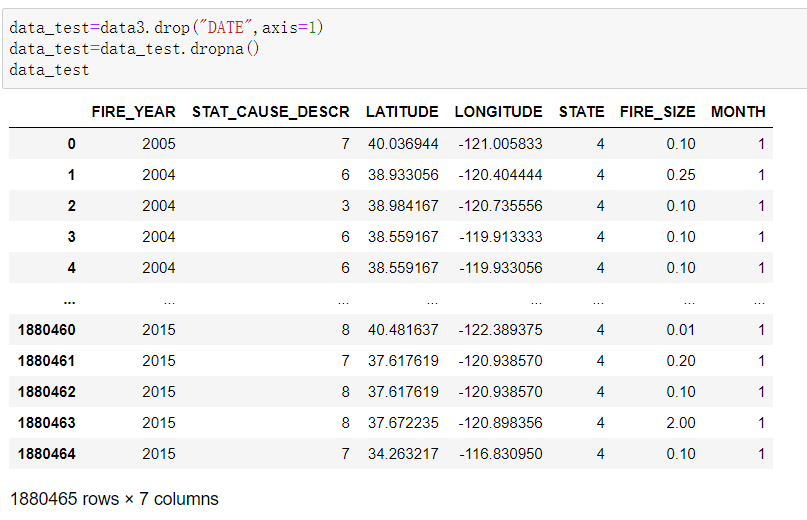 data_test=data3.drop("DATE",axis=1)
data_test=data_test.dropna()
data_test
FIRE_YEAR STAT_CAUSE_DESCR LATITUDE LONGITUDE STATE FIRE_SIZE MONTH
0 2005 7 40.036944 -121.005833 4 0.10 1
1 2004 6 38.933056 -120.404444 4 0.25 1
2 2004 3 38.984167 -120.735556 4 0.10 1
3 2004 6 38.559167 -119.913333 4 0.10 1
4 2004 6 38.559167 -119.933056 4 0.10 1
... ... ... ... ... ... ... ...
1880460 2015 8 40.481637 -122.389375 4 0.01 1
1880461 2015 7 37.617619 -120.938570 4 0.20 1
1880462 2015 8 37.617619 -120.938570 4 0.10 1
1880463 2015 8 37.672235 -120.898356 4 2.00 1
1880464 2015 7 34.263217 -116.830950 4 0.10 1
1880465 rows × 7 columns